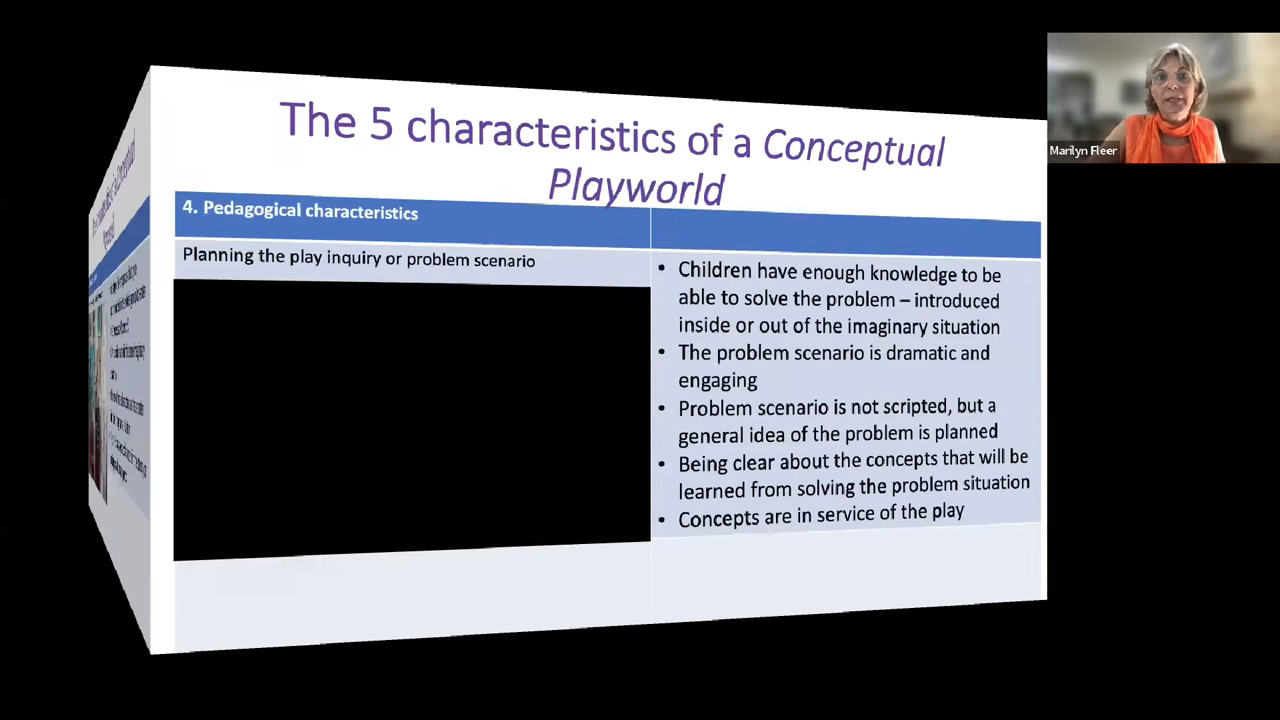 The 5 characteristics of a Conceptual
Playworld
4. Pedagogical characteristics
Planning the play inquiry or problem scenario
• Children have enough knowledge to be
able to solve the problem – introduced
inside or out of the imaginary situation
• The problem scenario is dramatic and
engaging
• Problem scenario is not scripted, but a
general idea of the problem is planned
• Being clear about the concepts that will be
learned from solving the problem situation
• Concepts are in service of the play
Marilyn Fleer